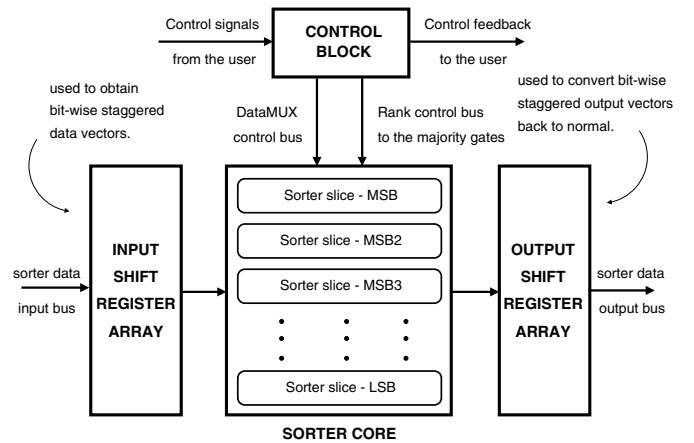 Control signals
from the user
CONTROL
BLOCK
Control feedback
to the user
used to obtain
bit-wise staggered
data vectors.
DataMUX
control bus
Rank control bus
to the majority gates
used to convert bit-wise
staggered output vectors
back to normal.
sorter data
input bus
INPUT
SHIFT
REGISTER
ARRAY
Sorter slice - MSB
Sorter slice - MSB2
Sorter slice - MSB3
Sorter slice - LSB
OUTPUT
SHIFT
REGISTER
ARRAY
sorter data
output bus
SORTER CORE